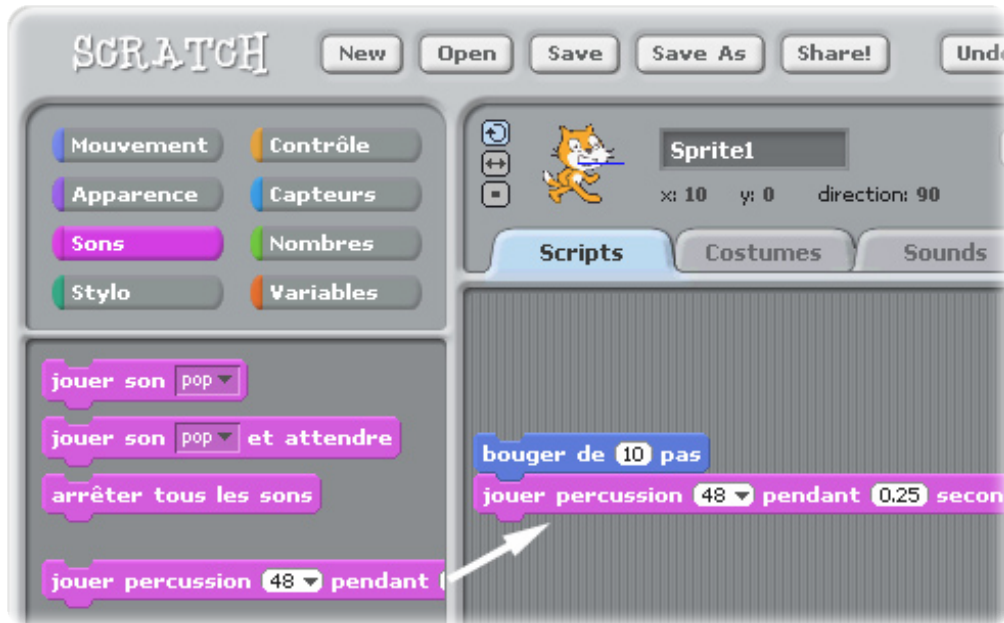 SCRATCH New Open Save Save As Share!
Mouvement Contrôle
Apparence Capteurs
Sons Nombres
Stylo Variables
Sprite1
x: 10 y: 0 direction: 90
Scripts Costumes Sounds
jouer son pop
jouer son pop et attendre
arrêter tous les sons
jouer percussion 48 pendant
bouger de 10 pas
jouer percussion 48 pendant 0.25